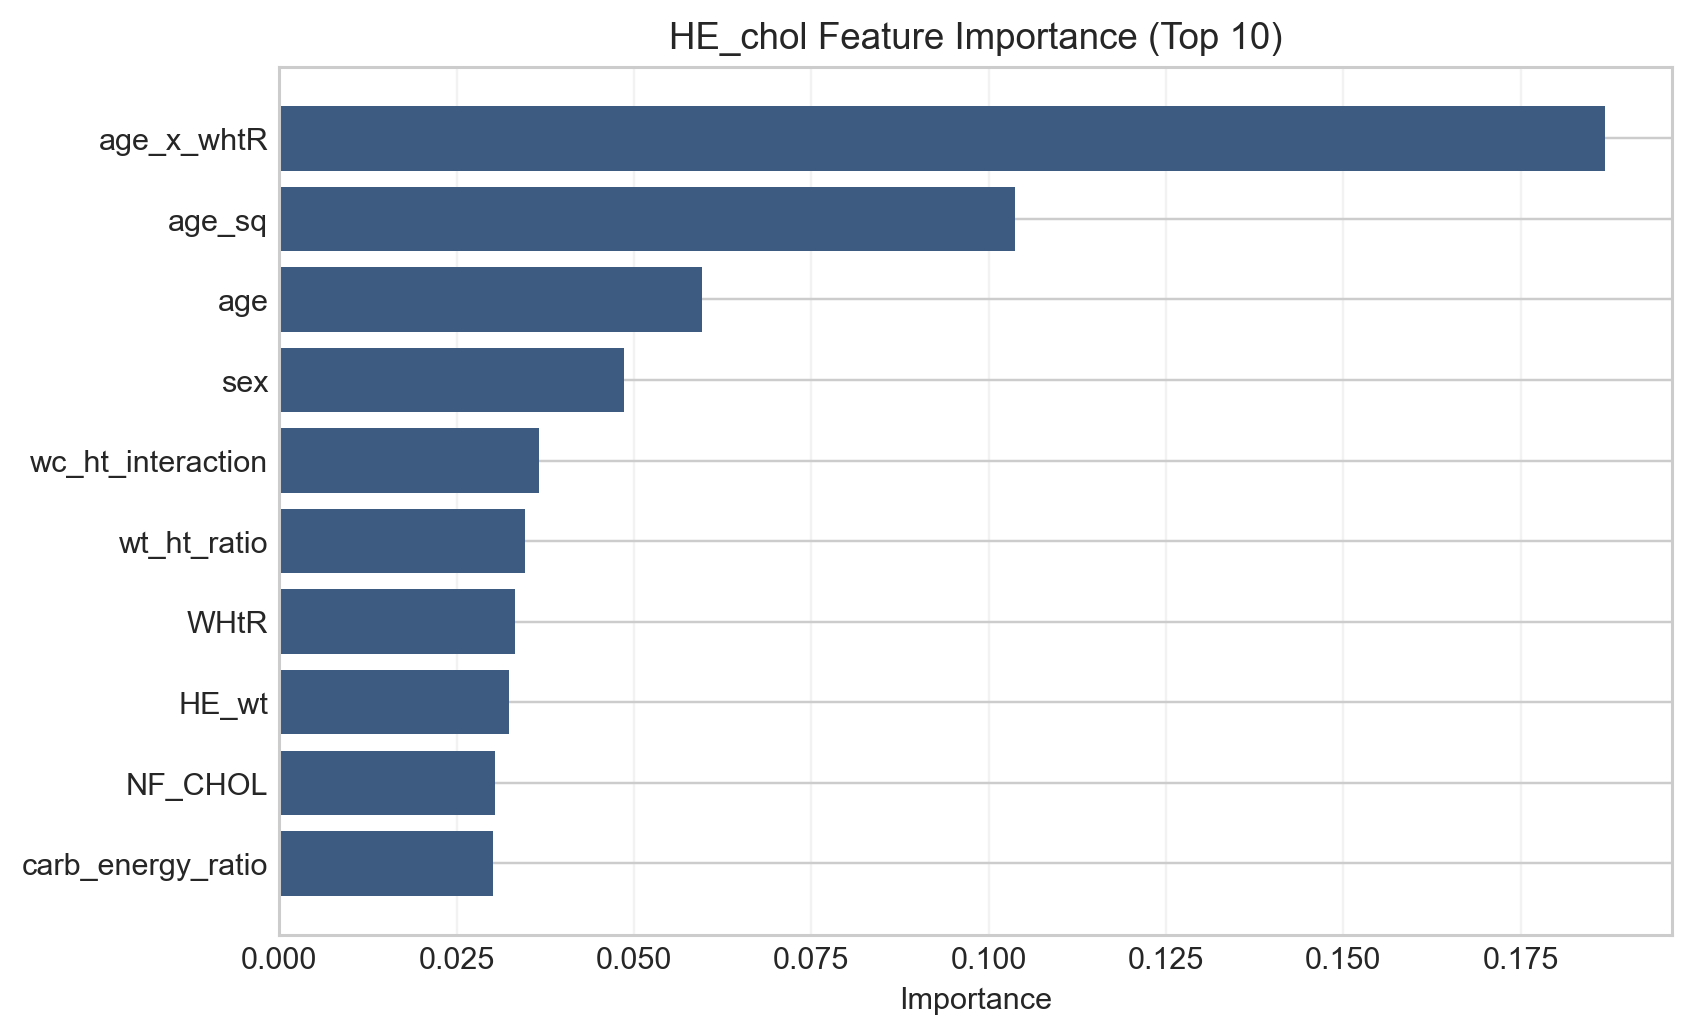 HE_chol Feature Importance (Top 10)
age_x_whtR
age_sq
age
sex
wc_ht_interaction
wt_ht_ratio
WHtR
HE_wt
NF_CHOL
carb_energy_ratio
0.000 0.025 0.050 0.075 0.100 0.125 0.150 0.175
Importance